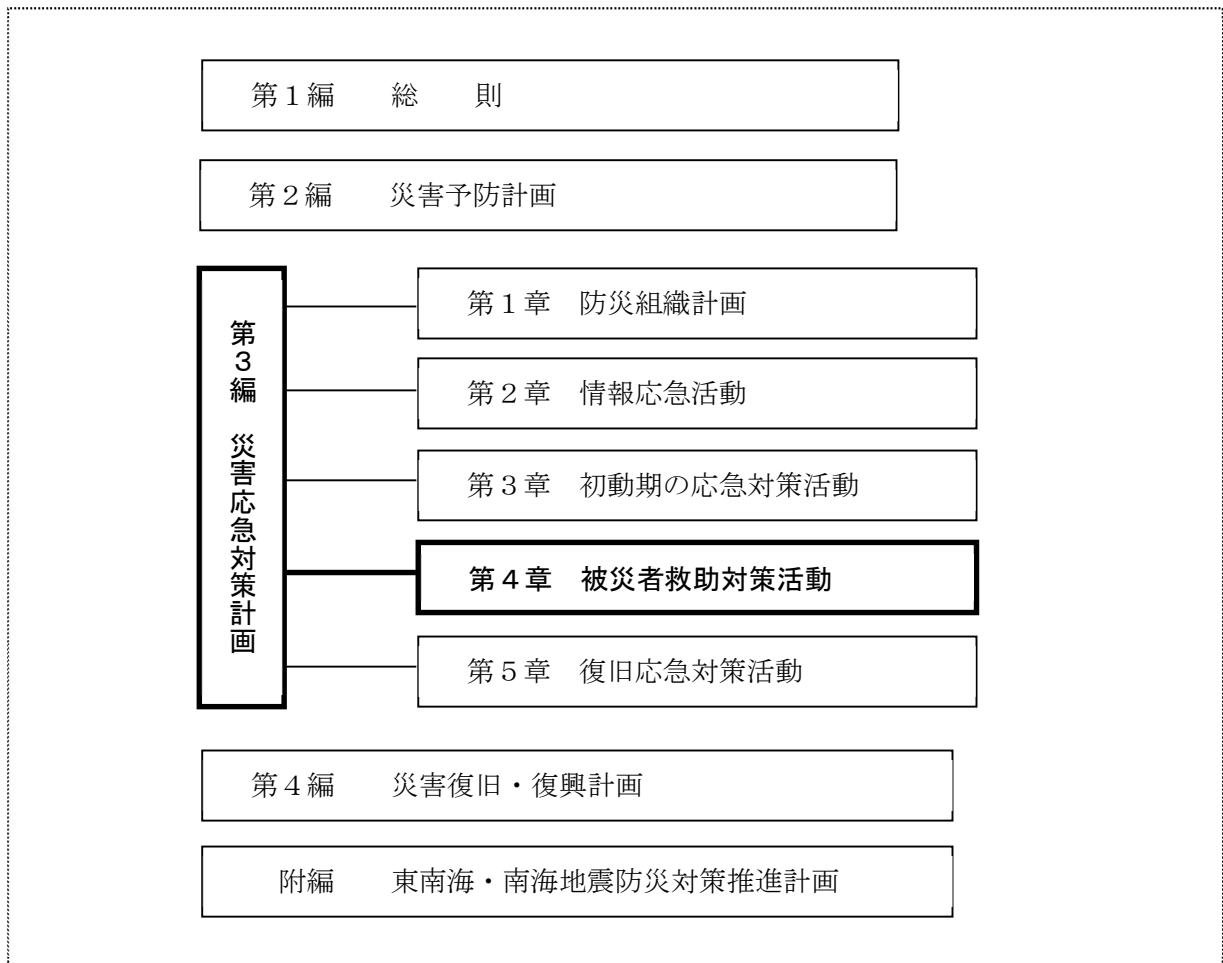 第１編　　総　　則
第２編　　災害予防計画
第３編　災害応急対策計画
第１章　防災組織計画
第２章　情報応急活動
第３章　初動期の応急対策活動
第４章　被災者救助対策活動
第５章　復旧応急対策活動
第４編　　災害復旧・復興計画
附編　　東南海・南海地震防災対策推進計画